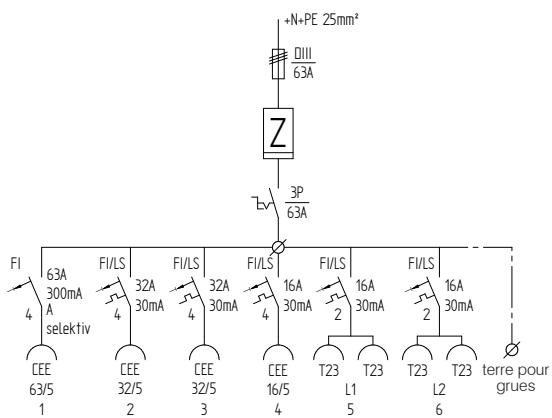 +N+PE 25mm²
DIII
63A
Z
3P
63A
FI
63A
300mA
A
selektiv
4
CEE
63/5
1
FI/LS
32A
30mA
4
CEE
32/5
2
FI/LS
32A
30mA
4
CEE
32/5
3
FI/LS
16A
30mA
4
CEE
16/5
4
FI/LS
16A
30mA
2
T23 T23
L1
5
FI/LS
16A
30mA
2
T23 T23
L2
6
terre pour
grues